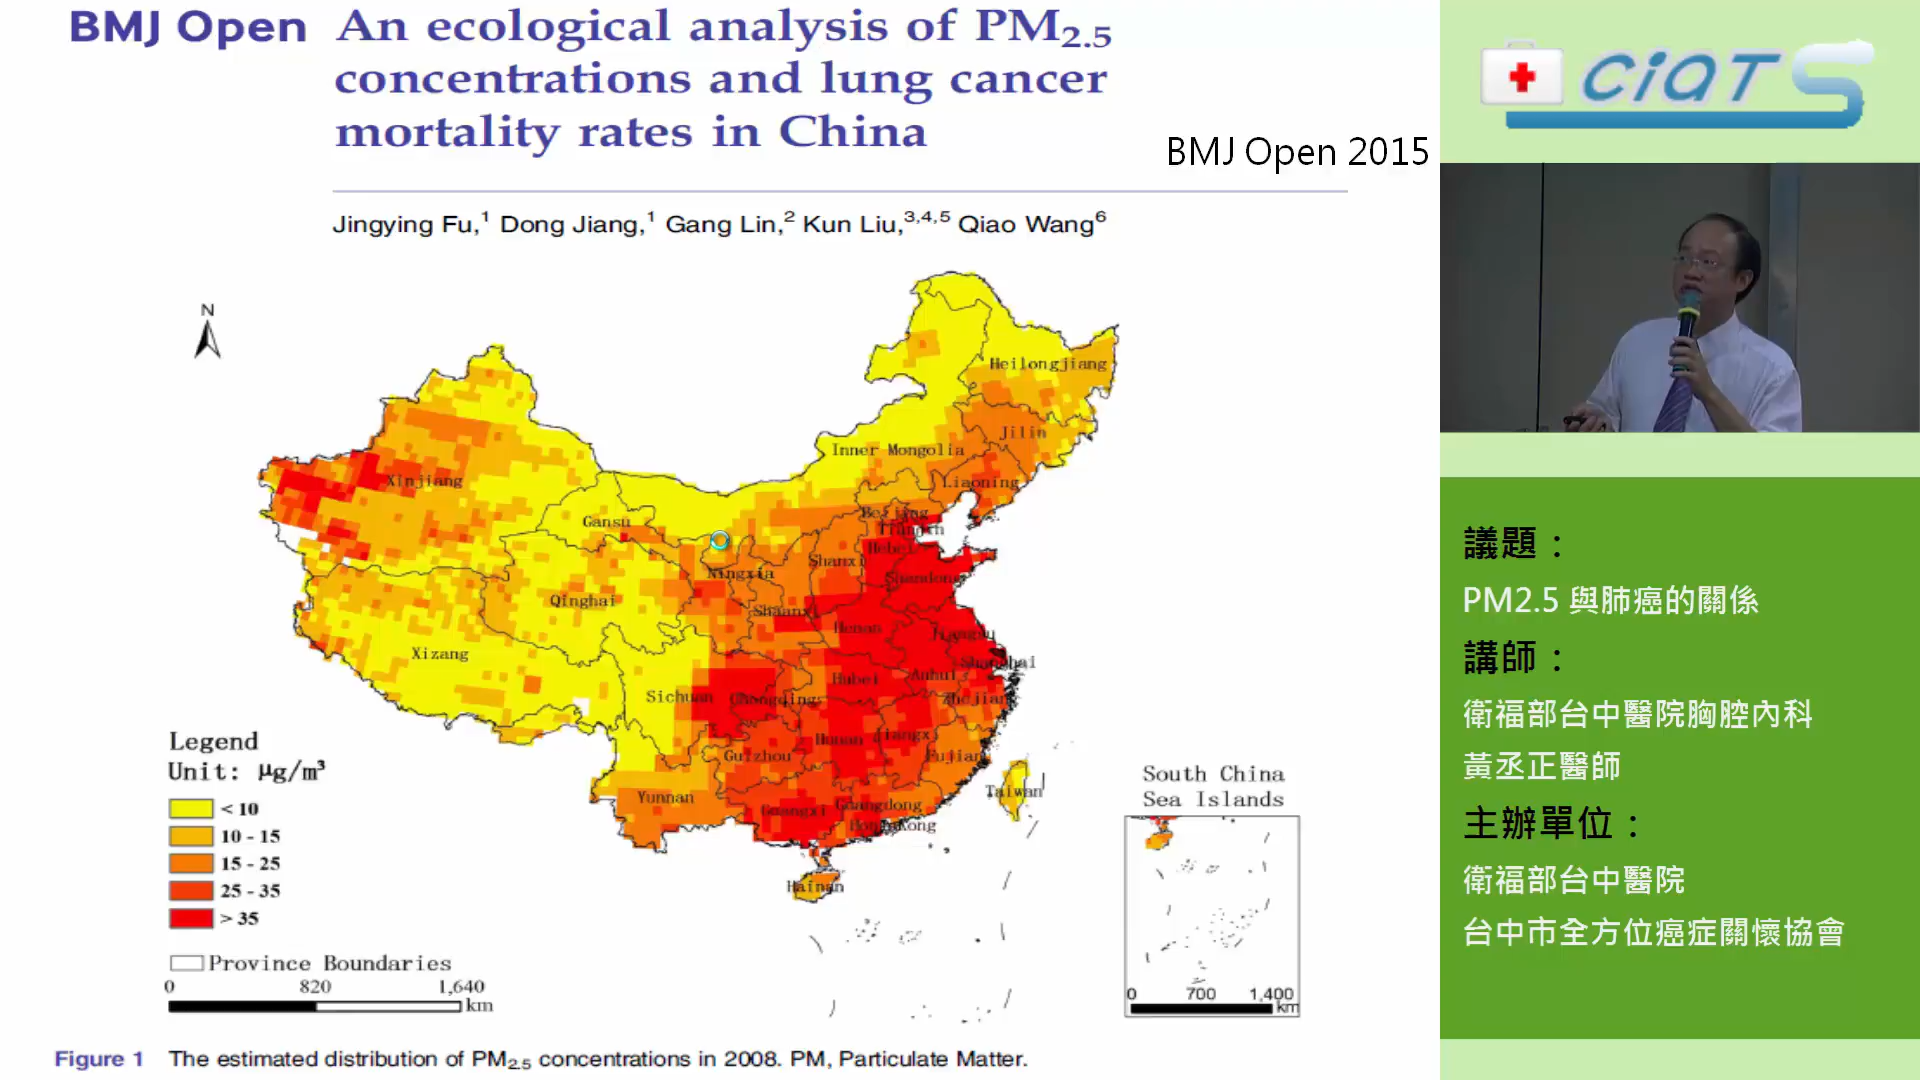 BMJ Open
An ecological analysis of PM2.5
concentrations and lung cancer
mortality rates in China
BMJ Open 2015
Jingying Fu,1 Dong Jiang,1 Gang Lin,2 Kun Liu,3,4,5 Qiao Wang6
N
Heilongjiang
Jilin
Inner Mongolia
Liaoning
Xinjiang
Beijing
Gansu
Tianjin
Hebei
Shanxi
Ningxia
Shandong
Qinghai
Shaanxi
Henan
Jiangsu
Xizang
Shanghai
Hubei
Anhui
Sichuan
Chongqing
Zhejiang
Hunan
Jiangxi
Guizhou
Fujian
Taiwan
Yunnan
Guangxi
Guangdong
HongKong
Hainan
Legend
Unit: μg/m³
< 10
10 - 15
15 - 25
25 - 35
> 35
Province Boundaries
0 820 1,640
km
South China
Sea Islands
0 700 1,400
km
Figure 1 The estimated distribution of PM2.5 concentrations in 2008. PM, Particulate Matter.
CiATS
議題：
PM2.5 與肺癌的關係
講師：
衛福部台中醫院胸腔內科
黃丞正醫師
主辦單位：
衛福部台中醫院
台中市全方位癌症關懷協會